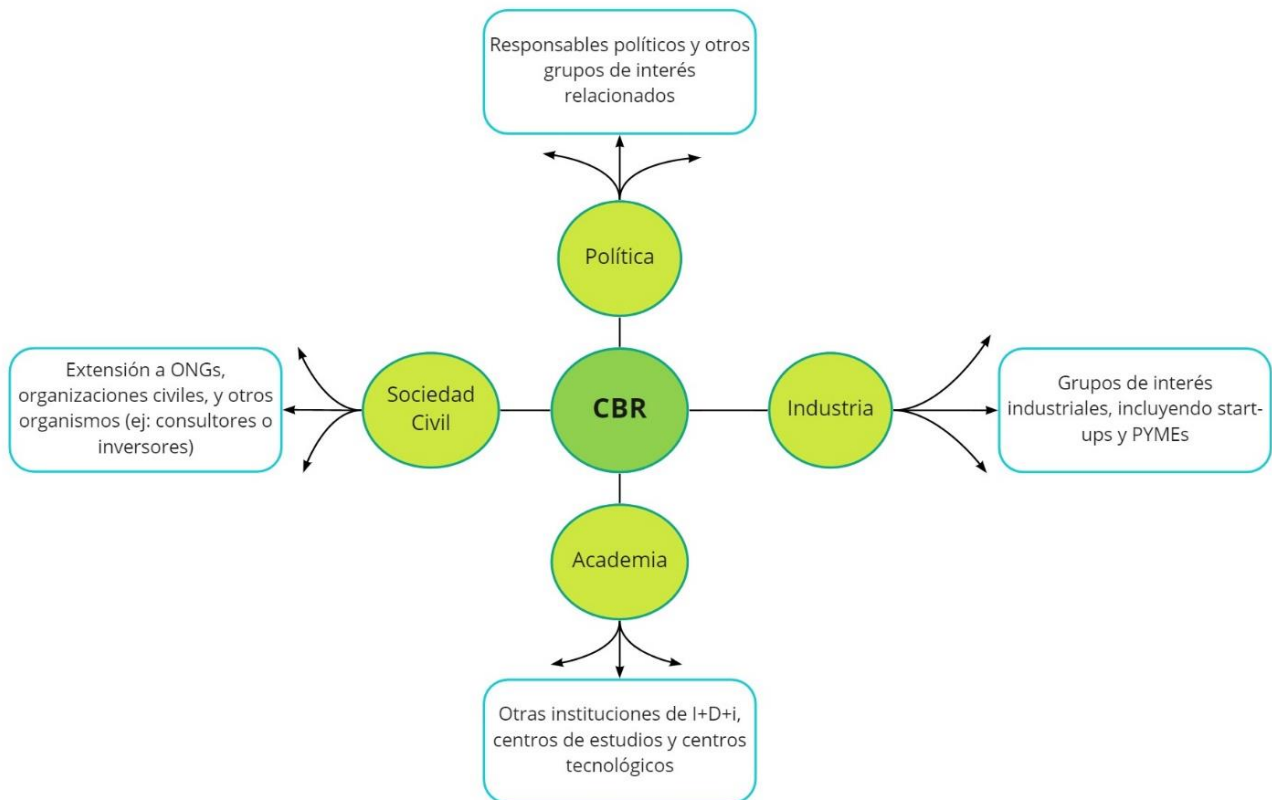 Responsables políticos y otros
grupos de interés
relacionados
Política
Extensión a ONGs,
organizaciones civiles, y otros
organismos (ej: consultores o
inversores)
Sociedad
Civil
CBR
Industria
Grupos de interés
industriales, incluyendo start-
ups y PYMEs
Academia
Otras instituciones de I+D+i,
centros de estudios y centros
tecnológicos